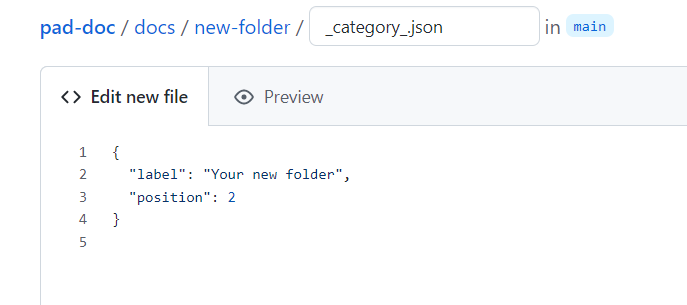 pad-doc / docs / new-folder / _category_.json in main
<> Edit new file Preview
1 {
2 "label": "Your new folder",
3 "position": 2
4 }
5